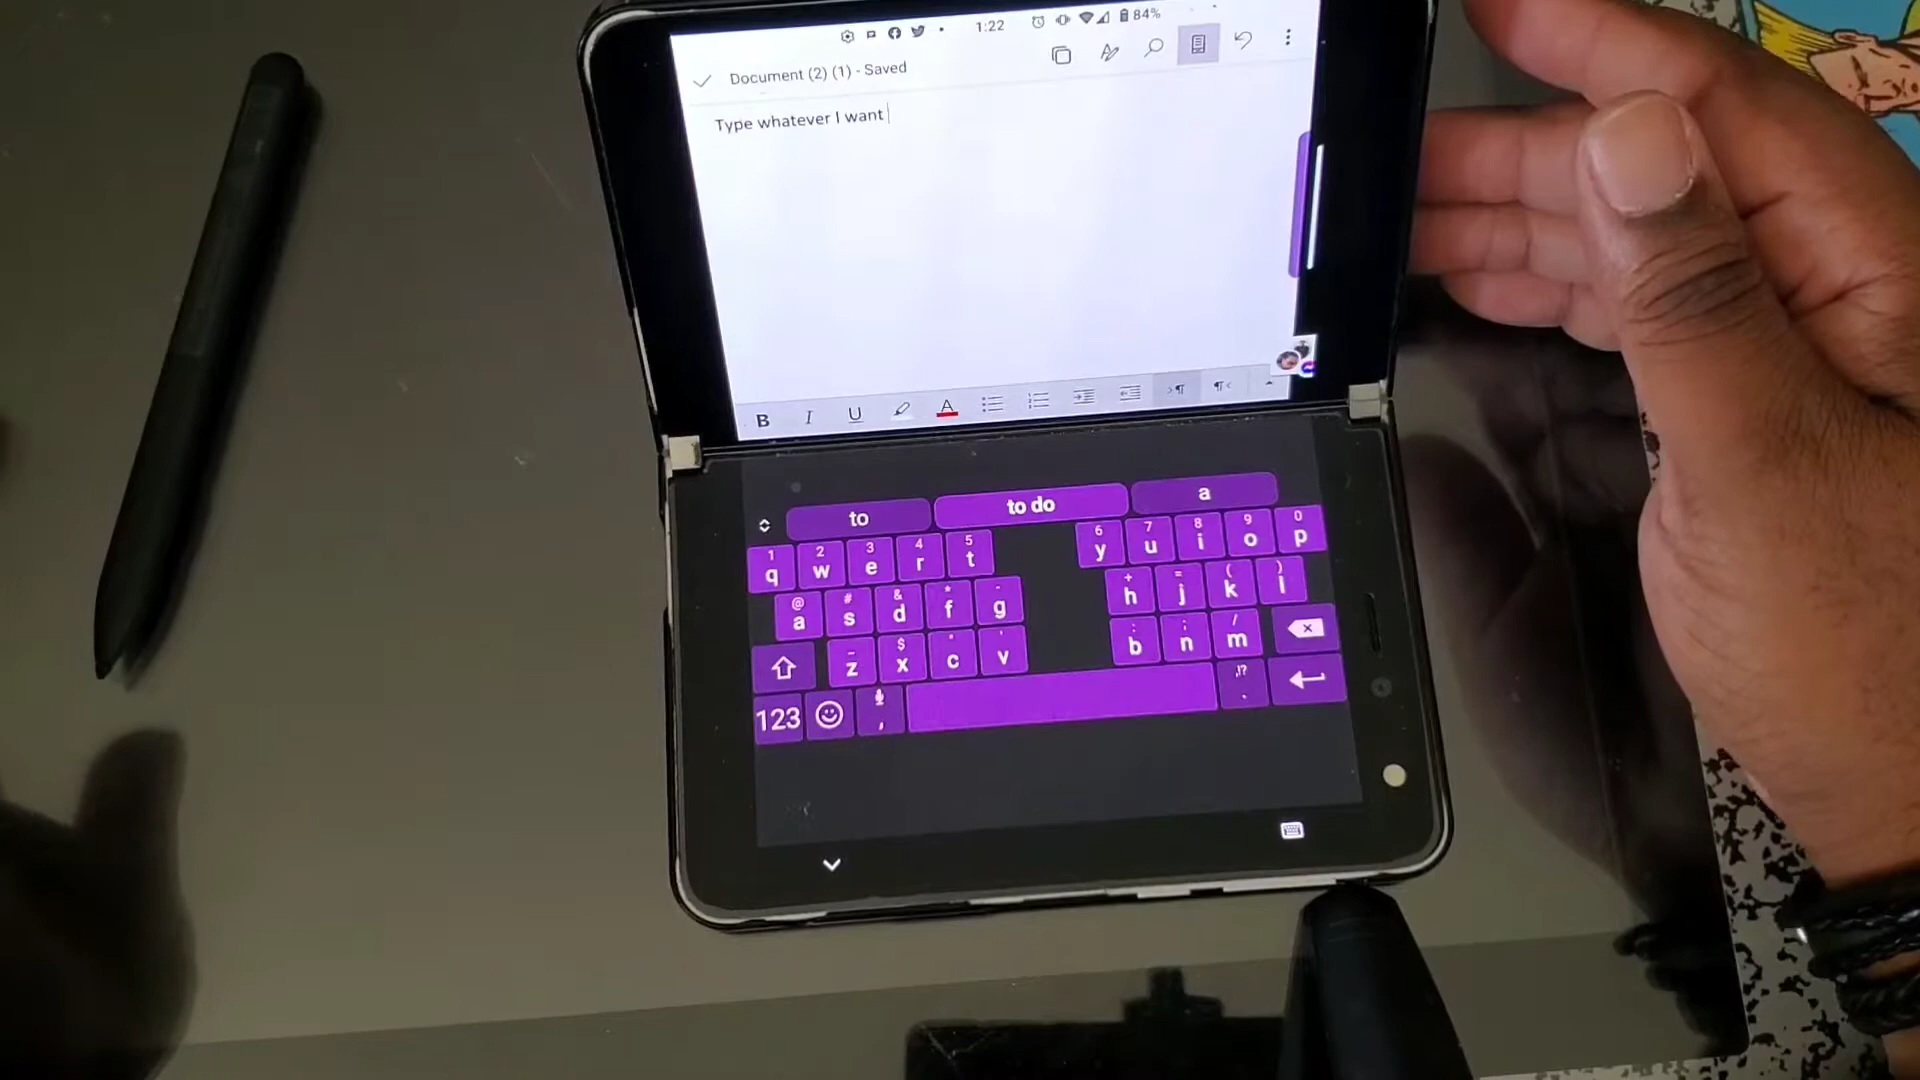 1:22 84%
Document (2) (1) - Saved
Type whatever I want
B I U A
to to do a
1 2 3 4 5 6 7 8 9 0
q w e r t y u i o p
@ # & * - + = ( )
a s d f g h j k l
_ $ " ' : ; /
z x c v b n m
123 , ,!? .